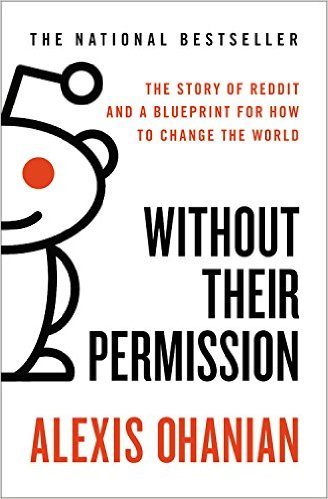 THE NATIONAL BESTSELLER
THE STORY OF REDDIT
AND A BLUEPRINT FOR HOW
TO CHANGE THE WORLD
WITHOUT
THEIR
PERMISSION
ALEXIS OHANIAN